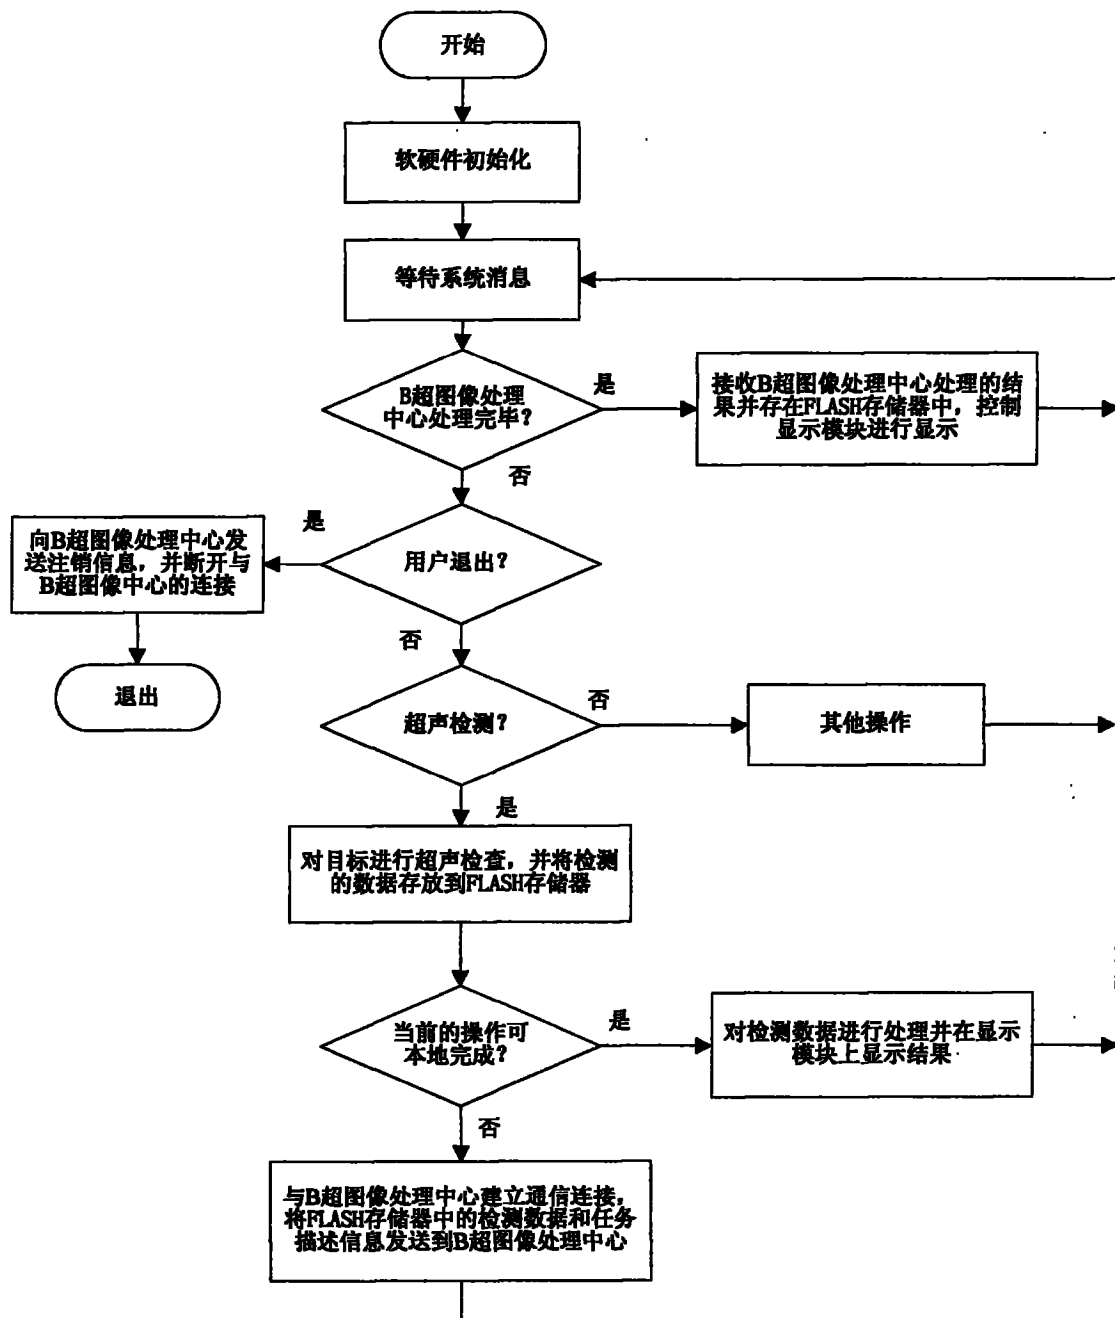 开始
软硬件初始化
等待系统消息
B超图像处理
中心处理完毕？
是
接收B超图像处理中心处理的结
果并存在FLASH存储器中，控制
显示模块进行显示
否
用户退出？
是
向B超图像处理中心发
送注销信息，并断开与
B超图像中心的连接
退出
否
超声检测？
否
其他操作
是
对目标进行超声检查，并将检测
的数据存放到FLASH存储器
当前的操作可
本地完成？
是
对检测数据进行处理并在显示
模块上显示结果
否
与B超图像处理中心建立通信连接，
将FLASH存储器中的检测数据和任务
描述信息发送到B超图像处理中心